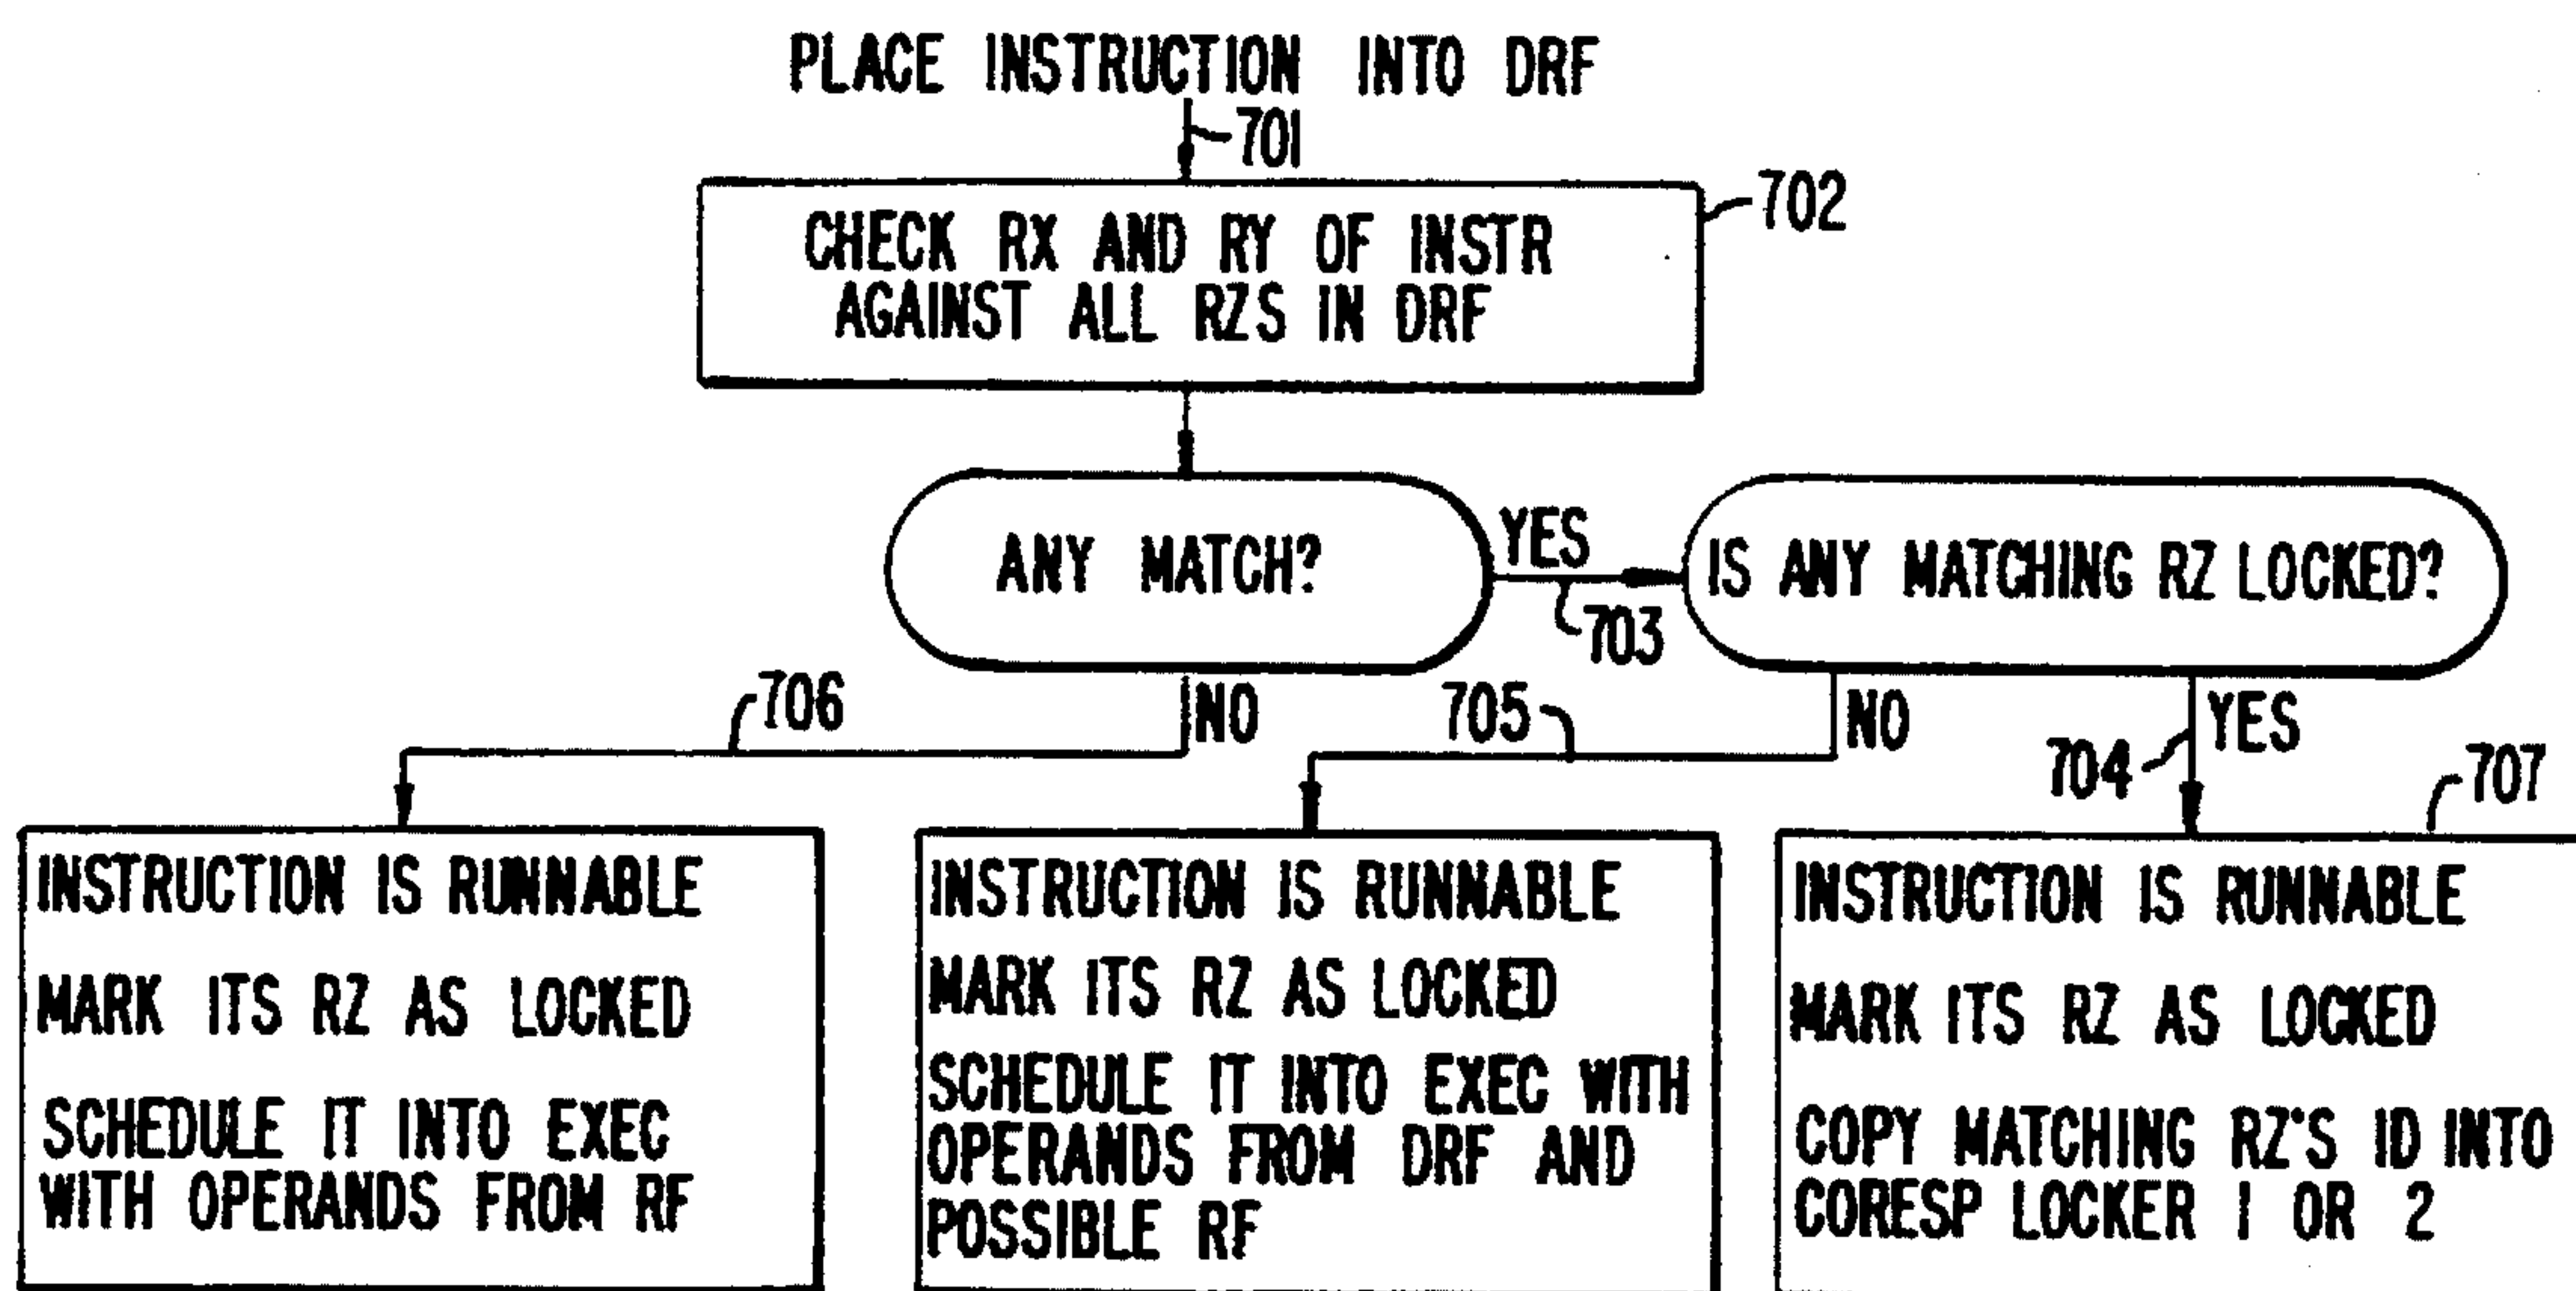 PLACE INSTRUCTION INTO DRF
701
702
CHECK RX AND RY OF INSTR
AGAINST ALL RZS IN DRF
ANY MATCH?
YES
703
IS ANY MATCHING RZ LOCKED?
706
NO
705
NO
704
YES
707
INSTRUCTION IS RUNNABLE
MARK ITS RZ AS LOCKED
SCHEDULE IT INTO EXEC
WITH OPERANDS FROM RF
INSTRUCTION IS RUNNABLE
MARK ITS RZ AS LOCKED
SCHEDULE IT INTO EXEC WITH
OPERANDS FROM DRF AND
POSSIBLE RF
INSTRUCTION IS RUNNABLE
MARK ITS RZ AS LOCKED
COPY MATCHING RZ'S ID INTO
CORESP LOCKER 1 OR 2